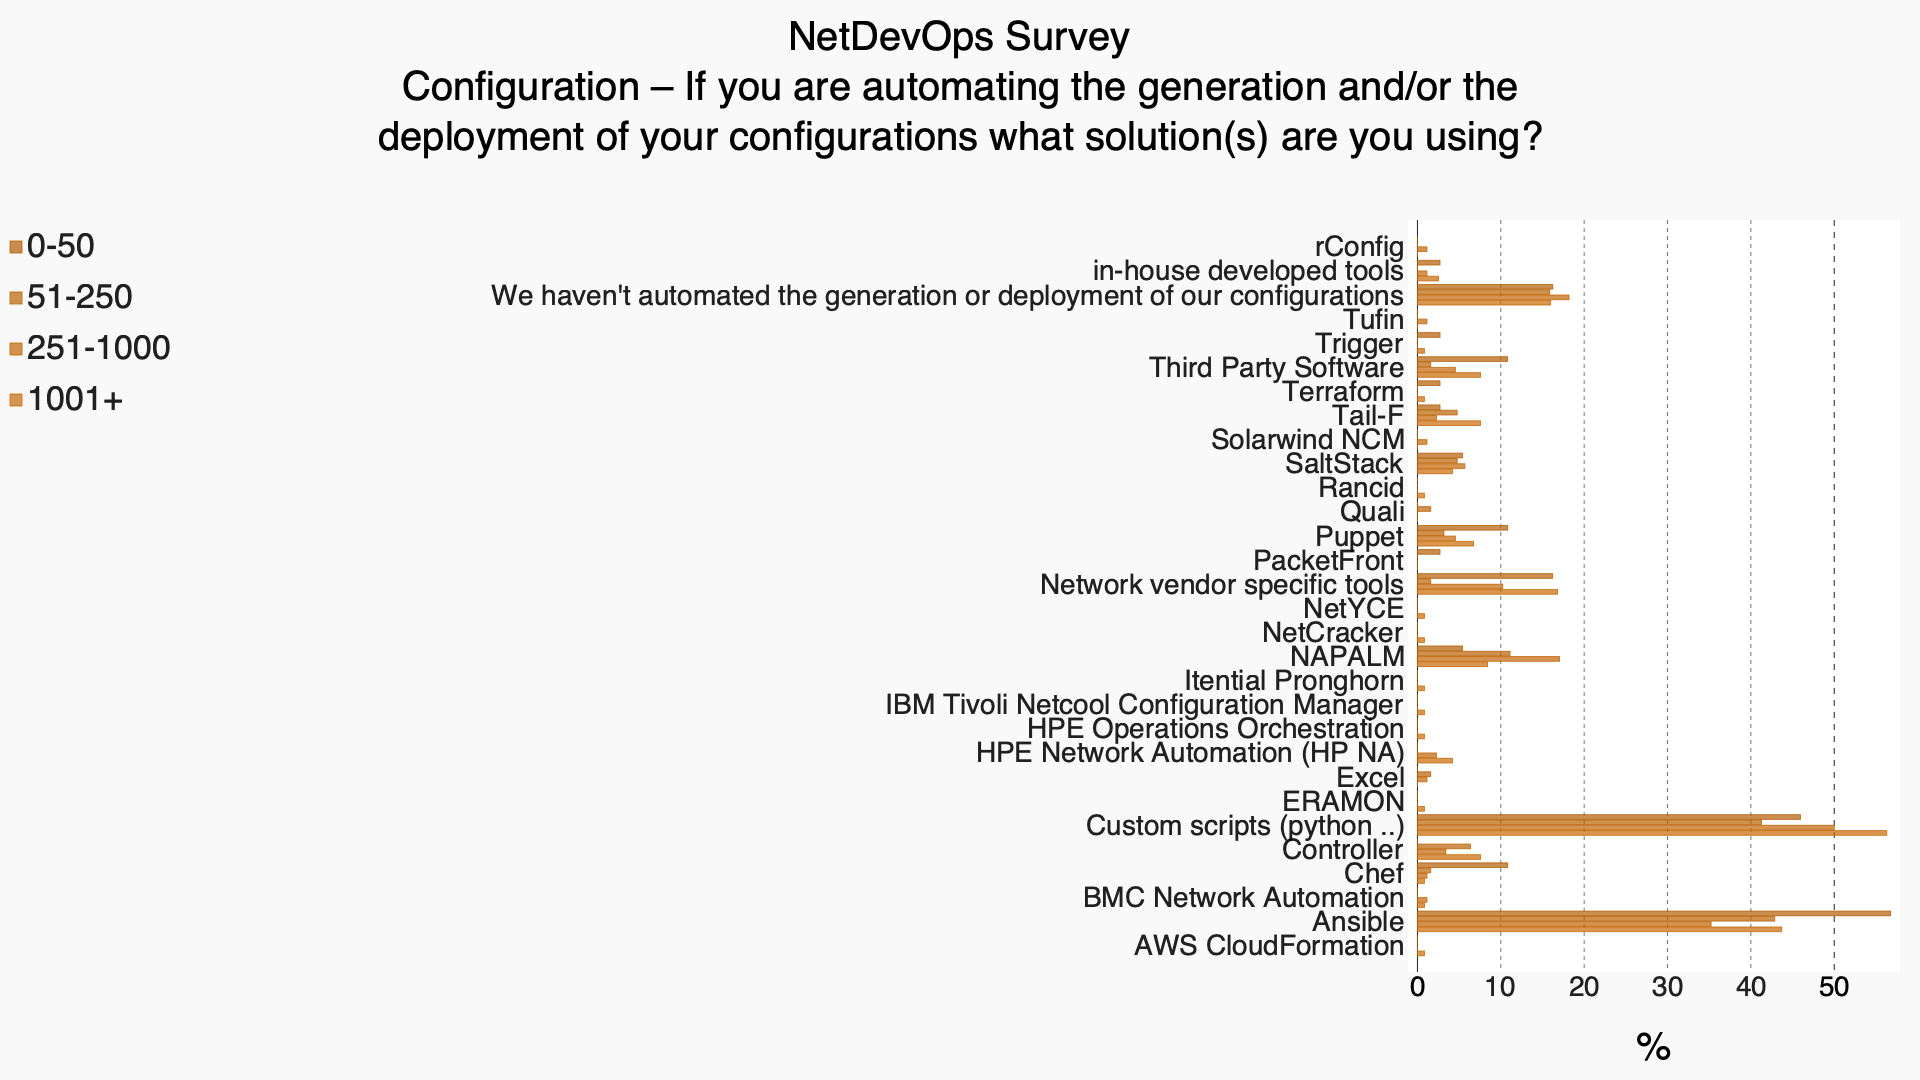 NetDevOps Survey
Configuration – If you are automating the generation and/or the
deployment of your configurations what solution(s) are you using?
0-50
51-250
251-1000
1001+
rConfig
in-house developed tools
We haven't automated the generation or deployment of our configurations
Tufin
Trigger
Third Party Software
Terraform
Tail-F
Solarwind NCM
SaltStack
Rancid
Quali
Puppet
PacketFront
Network vendor specific tools
NetYCE
NetCracker
NAPALM
Itential Pronghorn
IBM Tivoli Netcool Configuration Manager
HPE Operations Orchestration
HPE Network Automation (HP NA)
Excel
ERAMON
Custom scripts (python ..)
Controller
Chef
BMC Network Automation
Ansible
AWS CloudFormation
0 10 20 30 40 50
%